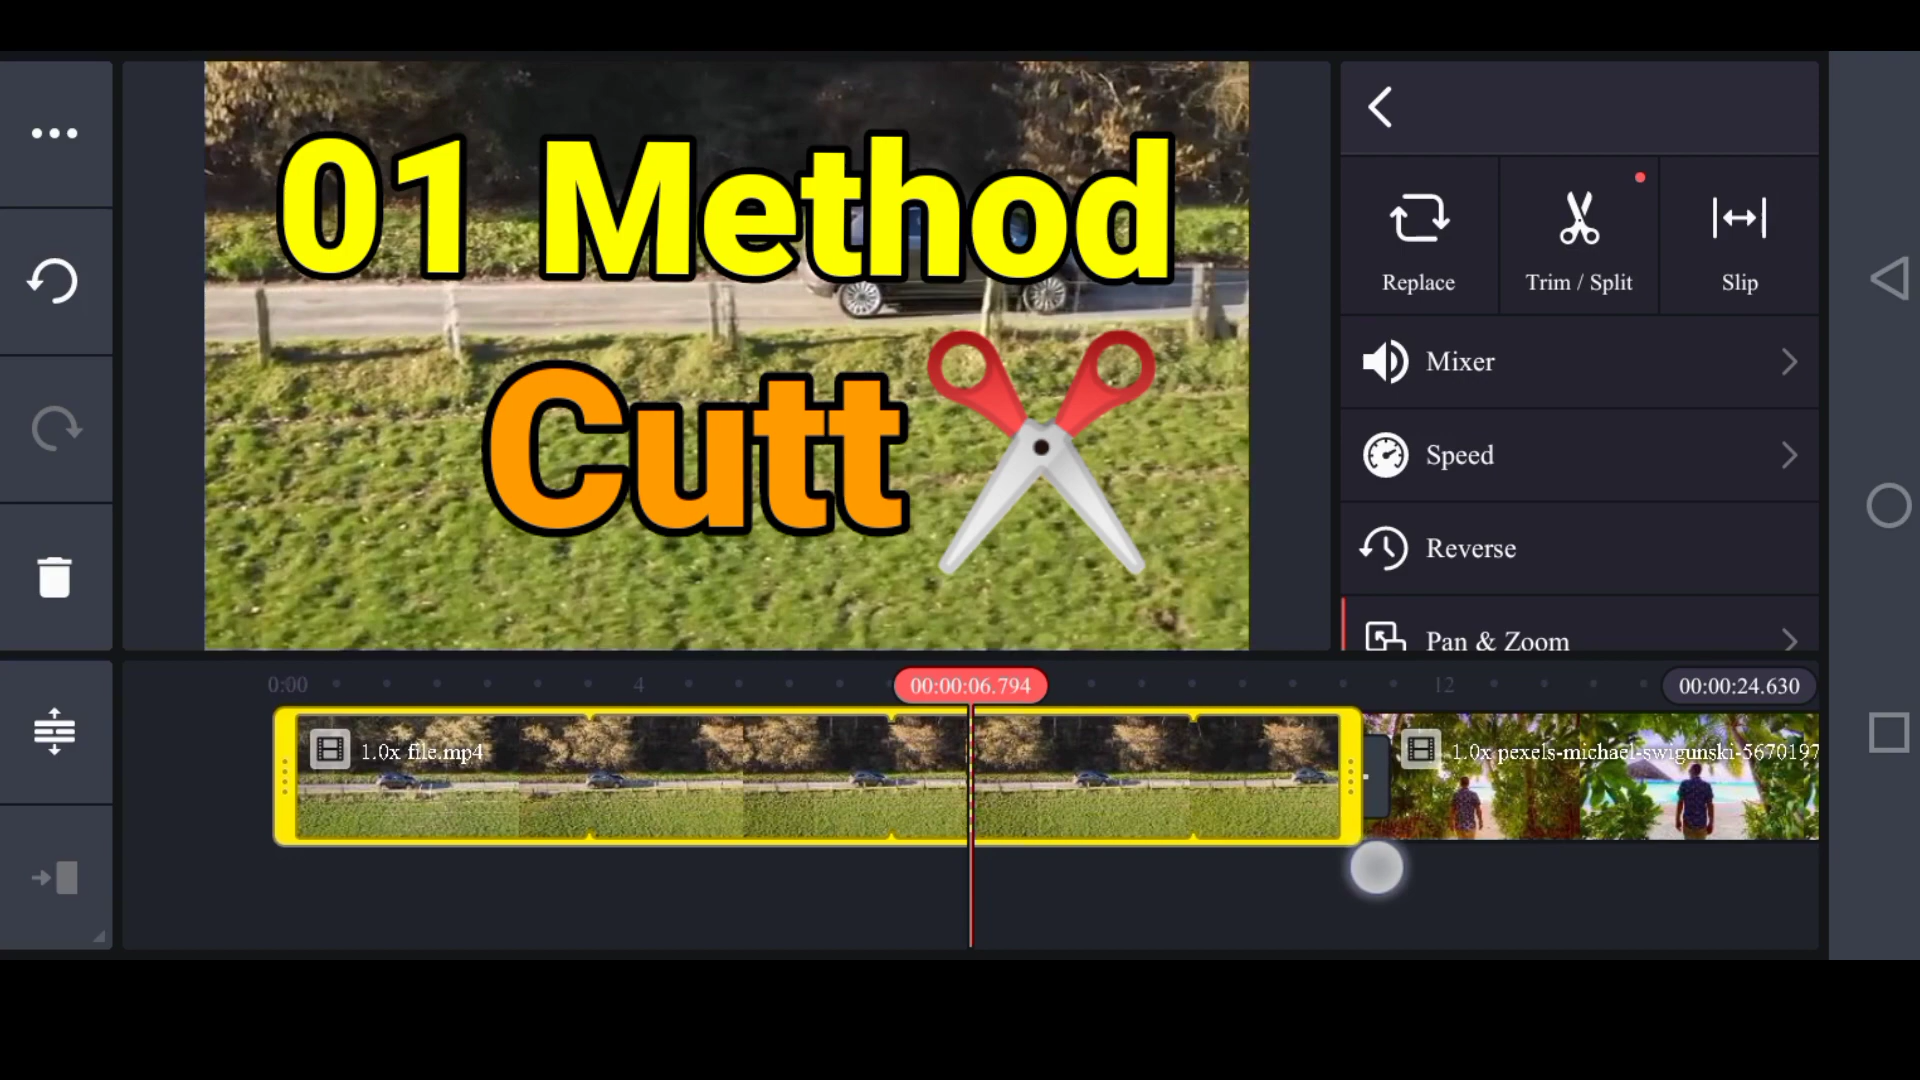 01 Method
Cutt
Replace
Trim / Split
Slip
Mixer
Speed
Reverse
Pan & Zoom
0:00
4
00:00:06.794
12
00:00:24.630
1.0x file.mp4
1.0x pexels-michael-swigunski-5670197